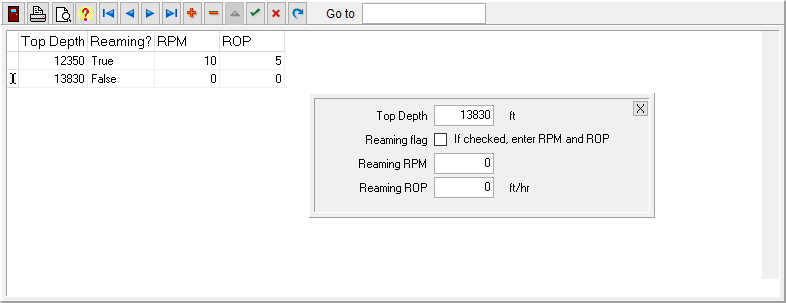 Go to
Top Depth Reaming? RPM ROP
12350 True 10 5
13830 False 0 0
X
Top Depth 13830 ft
Reaming flag If checked, enter RPM and ROP
Reaming RPM 0
Reaming ROP 0 ft/hr